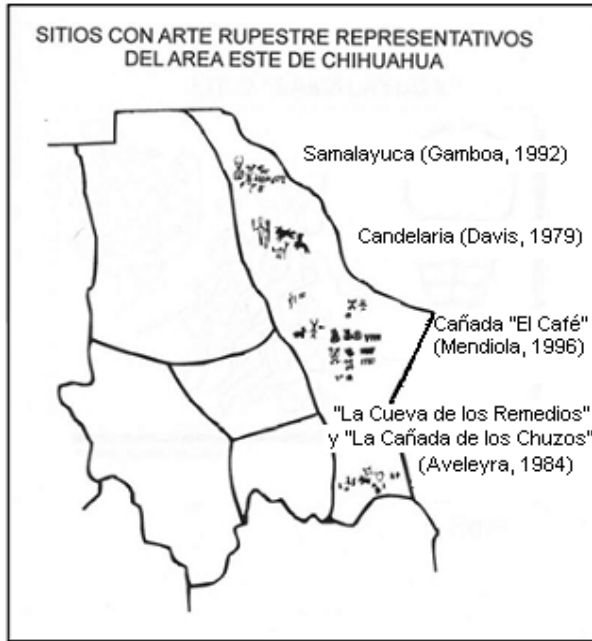 SITIOS CON ARTE RUPESTRE REPRESENTATIVOS
DEL AREA ESTE DE CHIHUAHUA
Samalayuca (Gamboa, 1992)
Candelaria (Davis, 1979)
Cañada "El Café"
(Mendiola, 1996)
"La Cueva de los Remedios"
y "La Cañada de los Chuzos"
(Aveleyra, 1984)